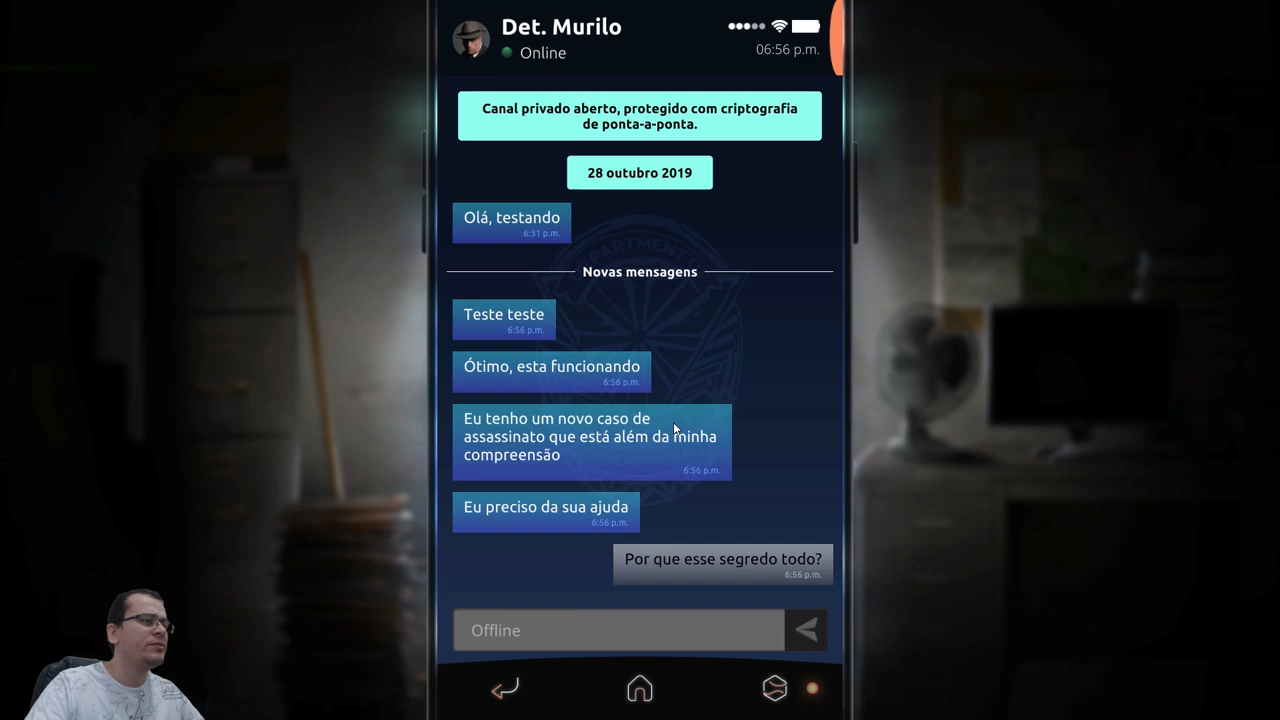 Det. Murilo
Online
06:56 p.m.
Canal privado aberto, protegido com criptografia
de ponta-a-ponta.
28 outubro 2019
Olá, testando
6:31 p.m.
Novas mensagens
Teste teste
6:56 p.m.
Ótimo, esta funcionando
6:56 p.m.
Eu tenho um novo caso de
assassinato que está além da minha
compreensão
6:56 p.m.
Eu preciso da sua ajuda
6:56 p.m.
Por que esse segredo todo?
6:56 p.m.
Offline